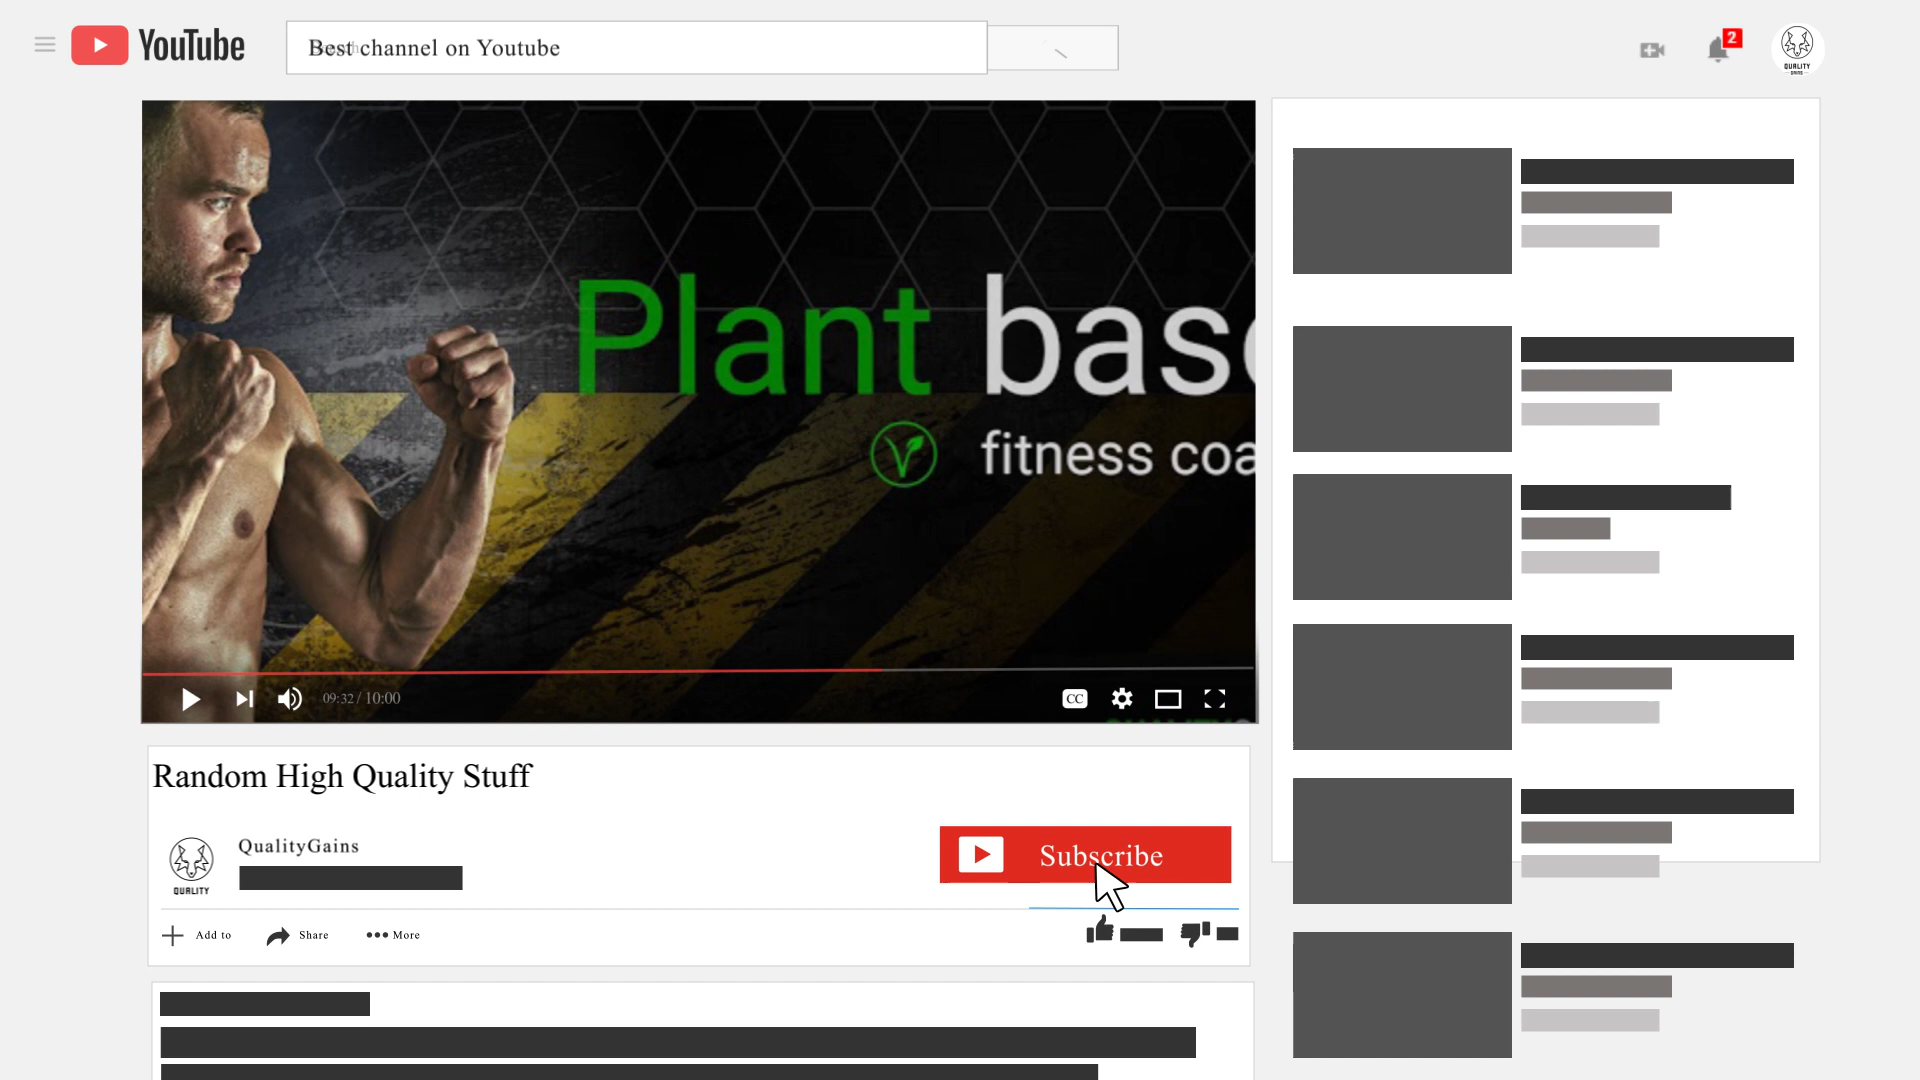 YouTube
Best channel on Youtube
2
QUALITY
GAINS
Plant bas
fitness coa
09:32 / 10:00
CC
Random High Quality Stuff
QualityGains
QUALITY
Subscribe
Add to
Share
More